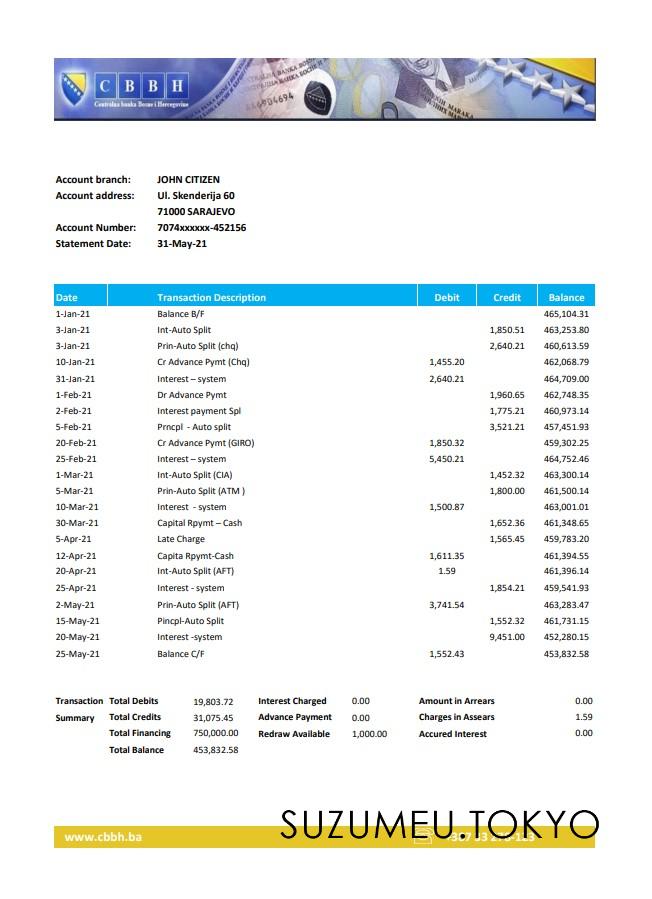 CBBH
Centralna banka Bosne i Hercegovine
Account branch: JOHN CITIZEN
Account address: Ul. Skenderija 60
71000 SARAJEVO
Account Number: 7074xxxxxx-452156
Statement Date: 31-May-21
Date Transaction Description Debit Credit Balance
1-Jan-21 Balance B/F 465,104.31
3-Jan-21 Int-Auto Split 1,850.51 463,253.80
3-Jan-21 Prin-Auto Split (chq) 2,640.21 460,613.59
10-Jan-21 Cr Advance Pymt (Chq) 1,455.20 462,068.79
31-Jan-21 Interest – system 2,640.21 464,709.00
1-Feb-21 Dr Advance Pymt 1,960.65 462,748.35
2-Feb-21 Interest payment Spl 1,775.21 460,973.14
5-Feb-21 Prncpl - Auto split 3,521.21 457,451.93
20-Feb-21 Cr Advance Pymt (GIRO) 1,850.32 459,302.25
25-Feb-21 Interest – system 5,450.21 464,752.46
1-Mar-21 Int-Auto Split (CIA) 1,452.32 463,300.14
5-Mar-21 Prin-Auto Split (ATM ) 1,800.00 461,500.14
10-Mar-21 Interest - system 1,500.87 463,001.01
30-Mar-21 Capital Rpymt – Cash 1,652.36 461,348.65
5-Apr-21 Late Charge 1,565.45 459,783.20
12-Apr-21 Capita Rpymt-Cash 1,611.35 461,394.55
20-Apr-21 Int-Auto Split (AFT) 1.59 461,396.14
25-Apr-21 Interest - system 1,854.21 459,541.93
2-May-21 Prin-Auto Split (AFT) 3,741.54 463,283.47
15-May-21 Pincpl-Auto Split 1,552.32 461,731.15
20-May-21 Interest -system 9,451.00 452,280.15
25-May-21 Balance C/F 1,552.43 453,832.58
Transaction Total Debits 19,803.72 Interest Charged 0.00 Amount in Arrears 0.00
Summary Total Credits 31,075.45 Advance Payment 0.00 Charges in Assears 1.59
Total Financing 750,000.00 Redraw Available 1,000.00 Accured Interest 0.00
Total Balance 453,832.58
SUZUMEU.TOKYO
www.cbbh.ba